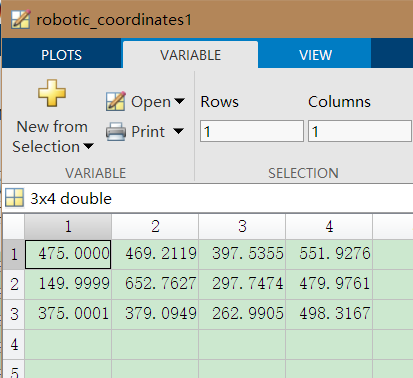 robotic_coordinates1
PLOTS VARIABLE VIEW
New from Selection
Open
Print
Rows Columns
1 1
VARIABLE SELECTION
3x4 double
1 2 3 4
1 475.0000 469.2119 397.5355 551.9276
2 149.9999 652.7627 297.7474 479.9761
3 375.0001 379.0949 262.9905 498.3167
4
5